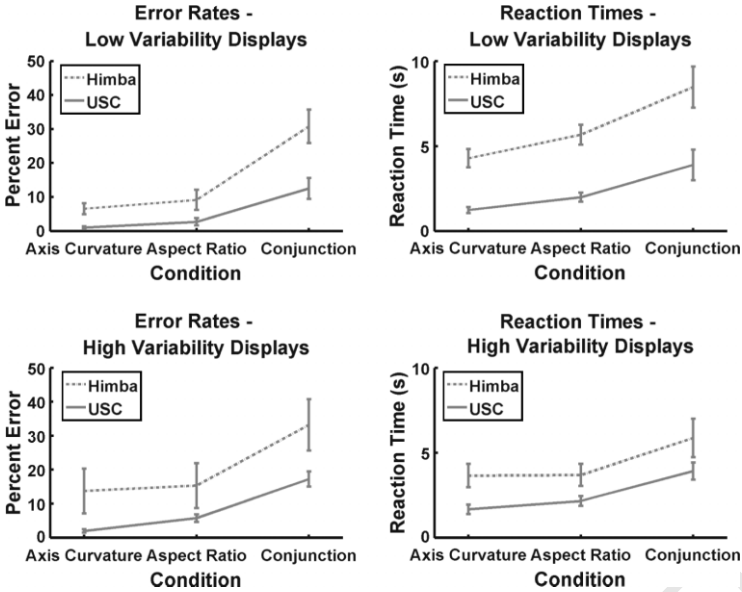 Error Rates -
Low Variability Displays
Percent Error
50
40
30
20
10
0
Himba
USC
Axis Curvature Aspect Ratio Conjunction
Condition
Reaction Times -
Low Variability Displays
Reaction Time (s)
10
5
0
Himba
USC
Axis Curvature Aspect Ratio Conjunction
Condition
Error Rates -
High Variability Displays
Percent Error
50
40
30
20
10
0
Himba
USC
Axis Curvature Aspect Ratio Conjunction
Condition
Reaction Times -
High Variability Displays
Reaction Time (s)
10
5
0
Himba
USC
Axis Curvature Aspect Ratio Conjunction
Condition